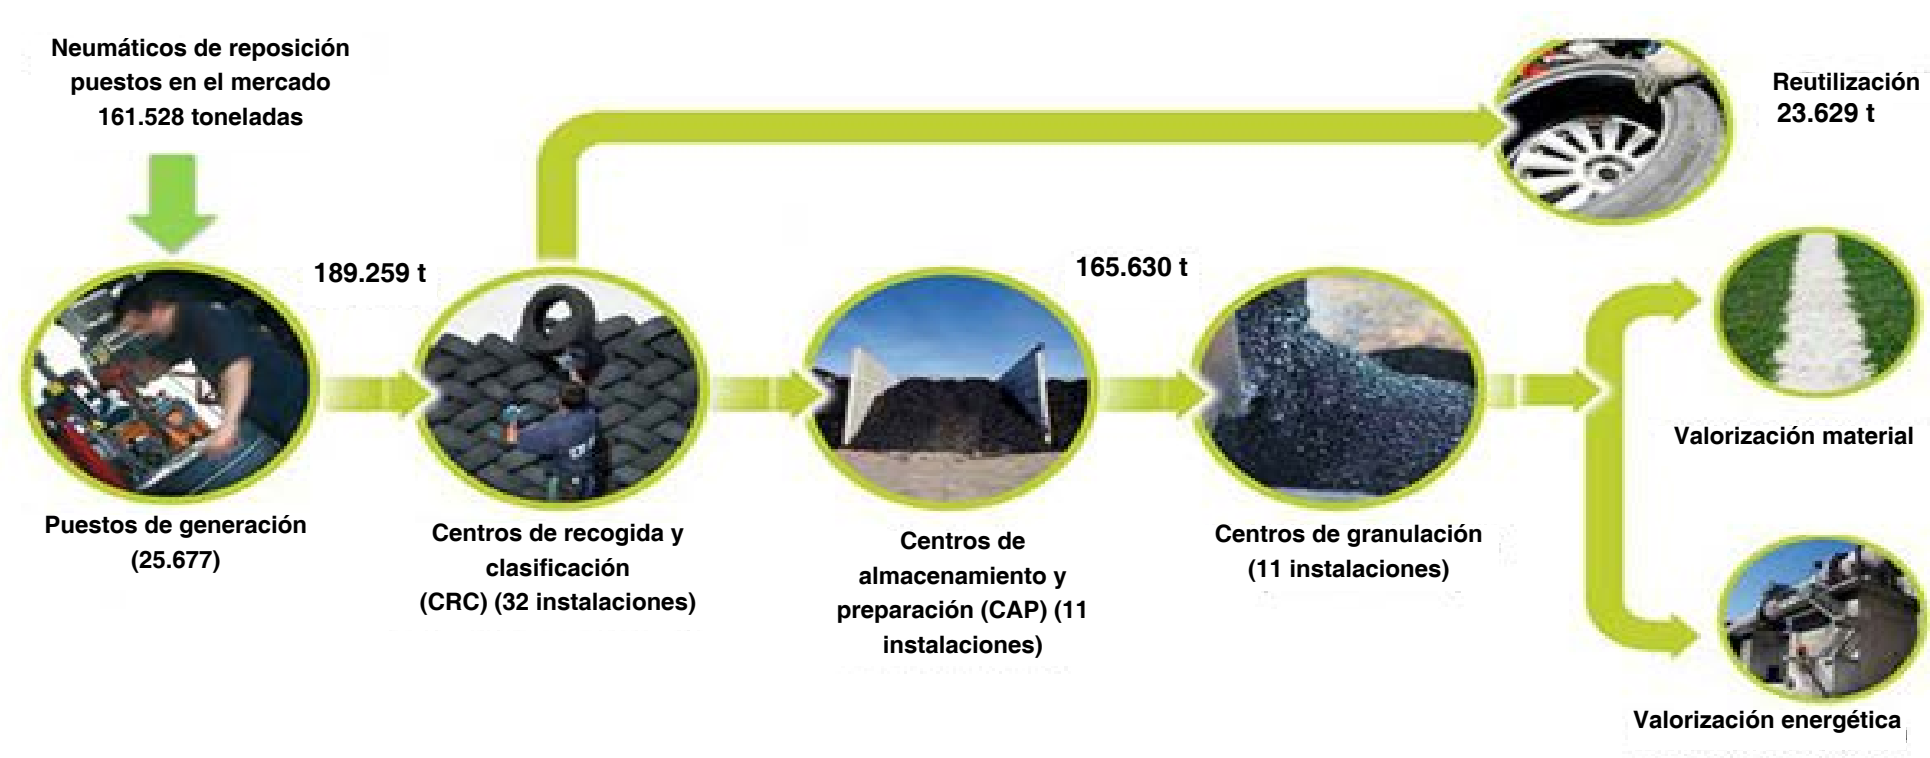 Neumáticos de reposición
puestos en el mercado
161.528 toneladas
Reutilización
23.629 t
189.259 t
165.630 t
Puestos de generación
(25.677)
Centros de recogida y
clasificación
(CRC) (32 instalaciones)
Centros de
almacenamiento y
preparación (CAP) (11
instalaciones)
Centros de granulación
(11 instalaciones)
Valorización material
Valorización energética